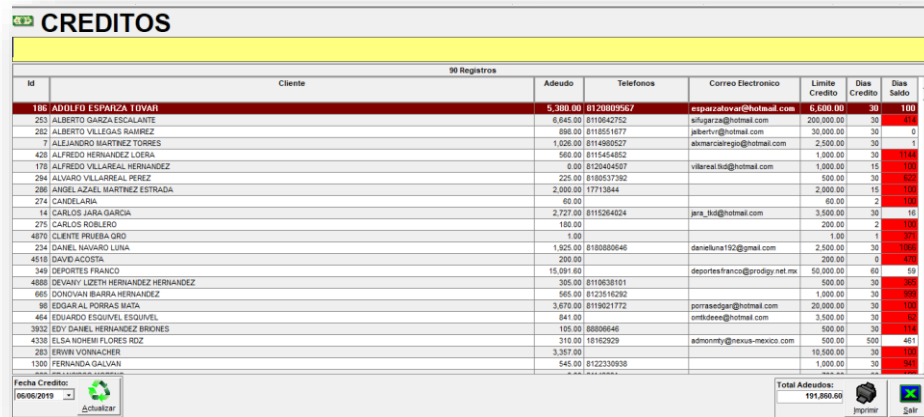 CREDITOS
90 Registros
Id Cliente Adeudo Telefonos Correo Electronico Limite Credito Dias Credito Dias Saldo
186 ADOLFO ESPARZA TOVAR 5,380.00 8120809567 esparzatovar@hotmail.com 6,600.00 30 100
253 ALBERTO GARZA ESCALANTE 6,645.00 8110642752 sifugarza@hotmail.com 200,000.00 30 414
282 ALBERTO VILLEGAS RAMIREZ 898.00 8118551677 jalbertvr@hotmail.com 30,000.00 30 0
7 ALEJANDRO MARTINEZ TORRES 1,026.00 8114980527 alxmarcialregio@hotmail.com 2,500.00 30 1
428 ALFREDO HERNANDEZ LOERA 560.00 8115454852 1,000.00 30 1144
178 ALFREDO VILLAREAL HERNANDEZ 0.00 8120404507 villareal.tkd@hotmail.com 1,000.00 15 100
294 ALVARO VILLARREAL PEREZ 225.00 8180537392 500.00 30 622
286 ANGEL AZAEL MARTINEZ ESTRADA 2,000.00 17713844 2,000.00 15 100
274 CANDELARIA 60.00 60.00 2 100
14 CARLOS JARA GARCIA 2,727.00 8115264024 jara_tkd@hotmail.com 3,500.00 30 16
275 CARLOS ROBLERO 180.00 200.00 2 100
4870 CLIENTE PRUEBA QRO 1.00 1.00 1 371
234 DANIEL NAVARO LUNA 1,925.00 8180880646 danielluna192@gmail.com 2,500.00 30 1066
4518 DAVID ACOSTA 200.00 200.00 0 470
349 DEPORTES FRANCO 15,091.60 deportesfranco@prodigy.net.mx 50,000.00 60 59
4888 DEVANY LIZETH HERNANDEZ HERNANDEZ 305.00 8110638101 500.00 30 365
665 DONOVAN IBARRA HERNANDEZ 565.00 8123516292 1,000.00 30 999
98 EDGAR AL PORRAS MATA 3,670.00 8119021772 porrasedgar@hotmail.com 20,000.00 30 100
464 EDUARDO ESQUIVEL ESQUIVEL 841.00 omtkdeee@hotmail.com 3,500.00 30 62
3932 EDY DANIEL HERNANDEZ BRIONES 105.00 88806646 500.00 30 114
4338 ELSA NOHEMI FLORES RDZ 310.00 18162929 admonmty@nexus-mexico.com 500.00 500 461
283 ERWIN VONNACHER 3,357.00 10,500.00 30 100
1300 FERNANDA GALVAN 545.00 8122330938 1,000.00 30 941
Fecha Credito:
06/06/2019
Actualizar
Total Adeudos:
191,860.60
Imprimir
Salir